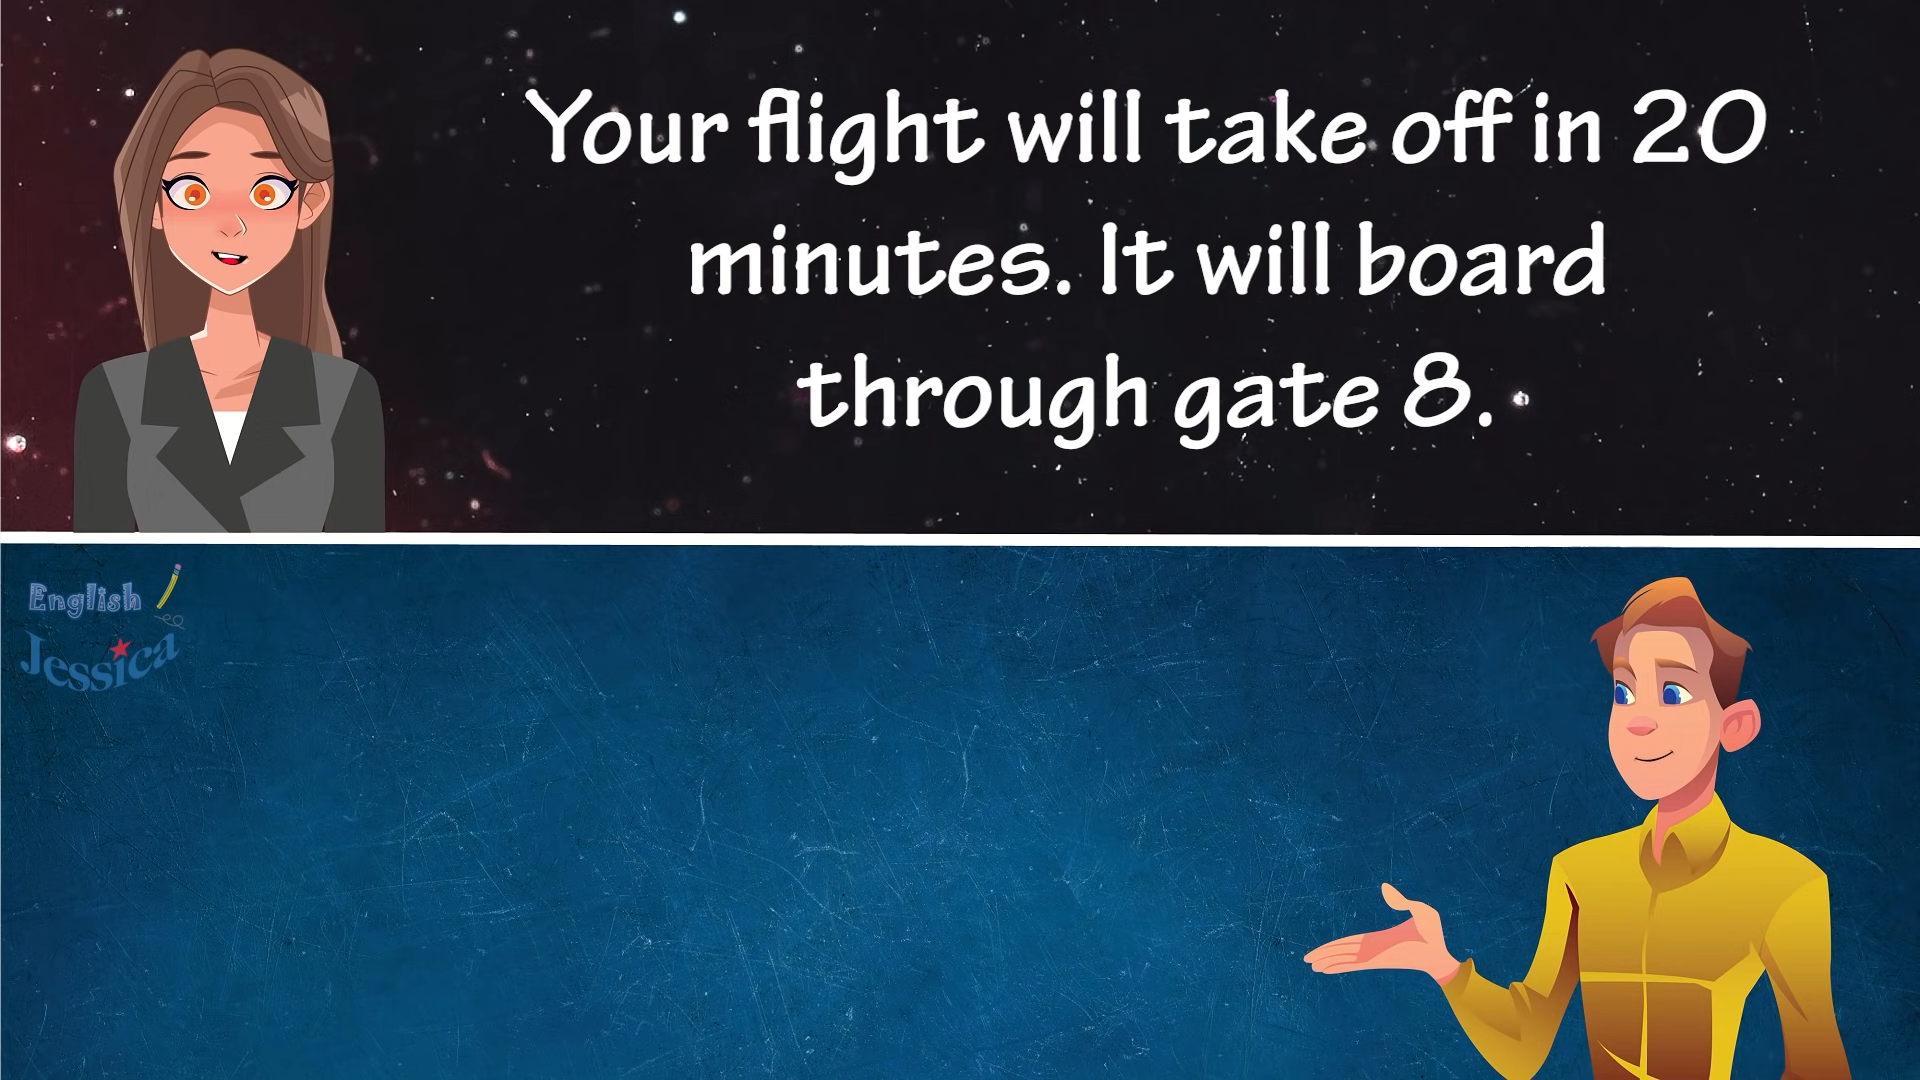 Your flight will take off in 20
minutes. It will board
through gate 8.
English
Jessica